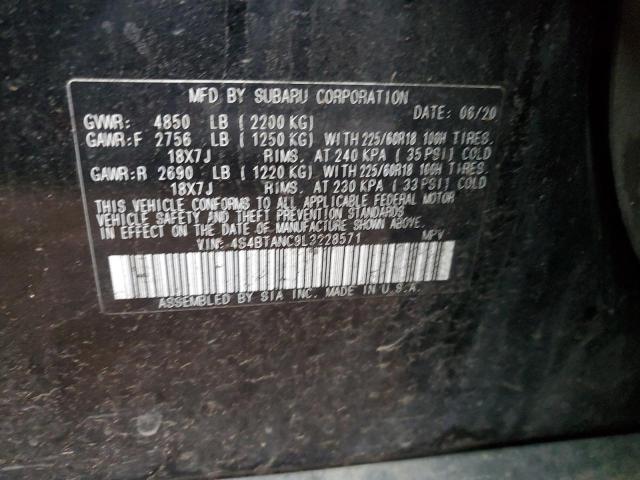 MFD BY SUBARU CORPORATION
DATE: 06/20
GVWR: 4850 LB (2200 KG)
GAWR:F 2756 LB (1250 KG) WITH 225/60R18 100H TIRES.
18X7J RIMS. AT 240 KPA (35 PSI) COLD
GAWR:R 2690 LB (1220 KG) WITH 225/60R18 100H TIRES.
18X7J RIMS. AT 230 KPA (33 PSI) COLD
THIS VEHICLE CONFORMS TO ALL APPLICABLE FEDERAL MOTOR
VEHICLE SAFETY AND THEFT PREVENTION STANDARDS
IN EFFECT ON THE DATE OF MANUFACTURE SHOWN ABOVE.
VIN: 4S4BTANC9L3228571 MPV
ASSEMBLED BY SIA INC. MADE IN U.S.A.